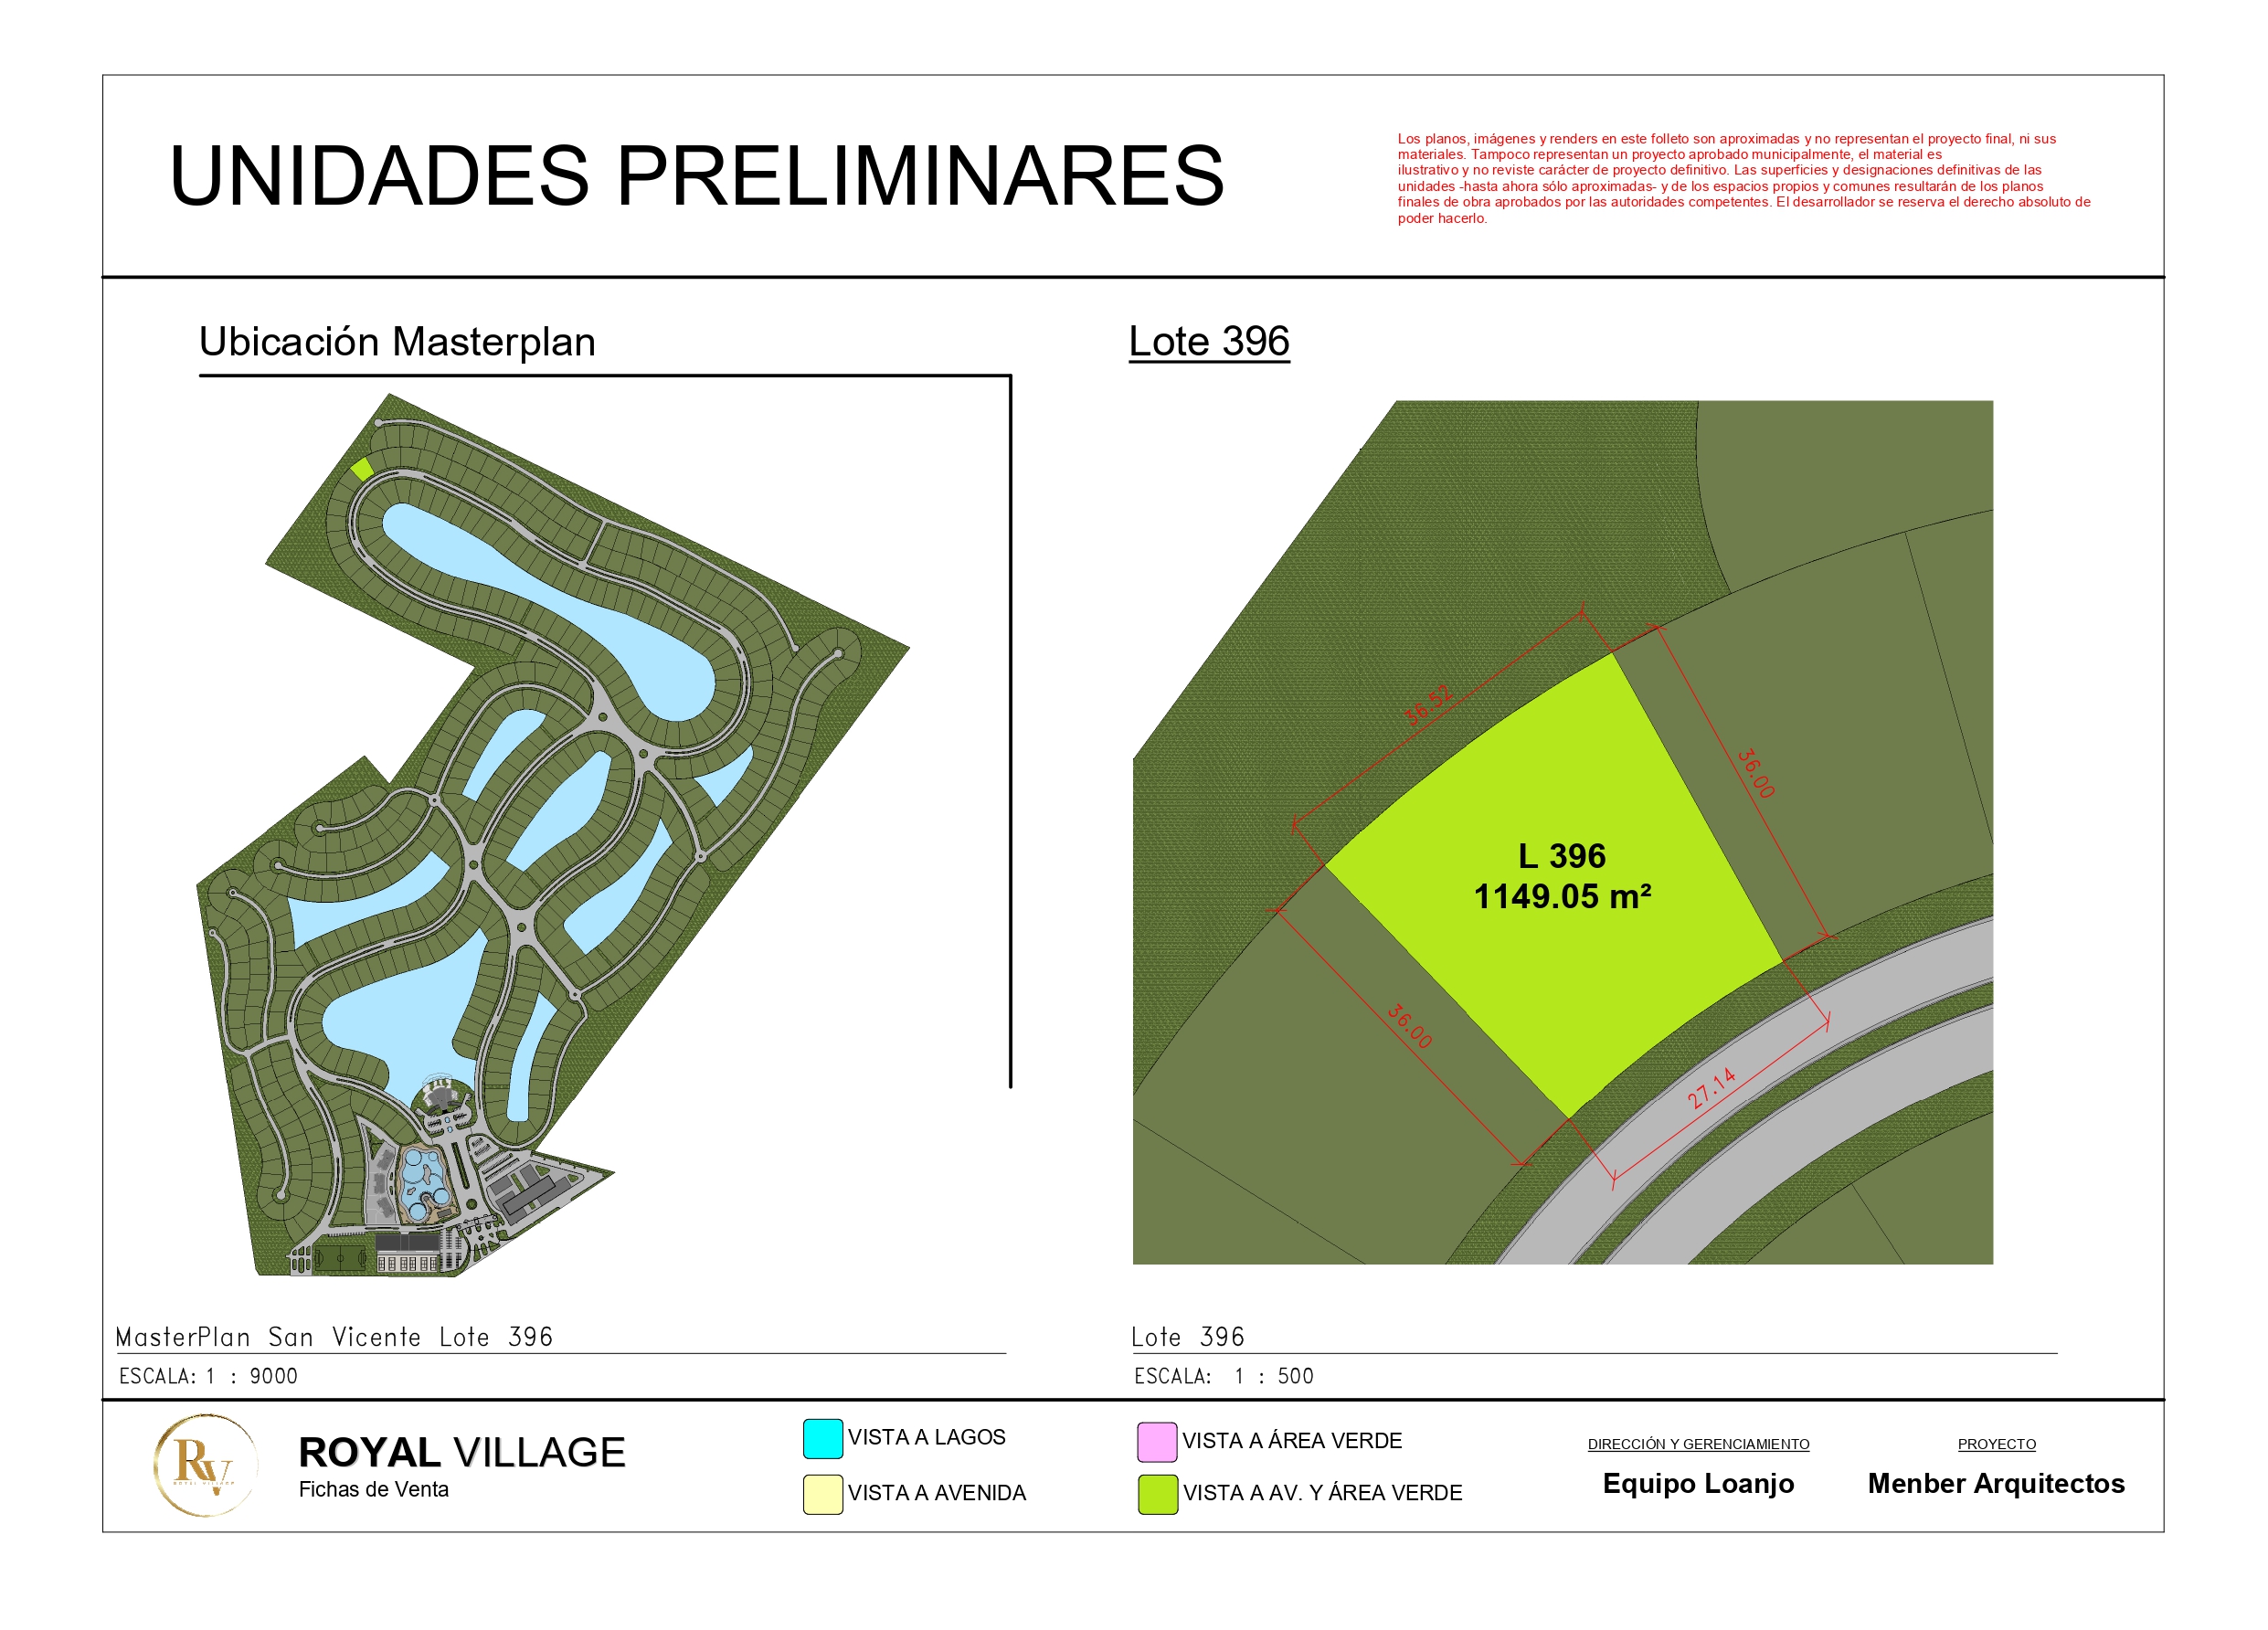 UNIDADES PRELIMINARES
Los planos, imágenes y renders en este folleto son aproximadas y no representan el proyecto final, ni sus
materiales. Tampoco representan un proyecto aprobado municipalmente, el material es
ilustrativo y no reviste carácter de proyecto definitivo. Las superficies y designaciones definitivas de las
unidades -hasta ahora sólo aproximadas- y de los espacios propios y comunes resultarán de los planos
finales de obra aprobados por las autoridades competentes. El desarrollador se reserva el derecho absoluto de
poder hacerlo.
Ubicación Masterplan
Lote 396
36.52
36.00
L 396
1149.05 m²
36.00
27.14
MasterPlan San Vicente Lote 396
ESCALA: 1 : 9000
Lote 396
ESCALA: 1 : 500
RV
ROYAL VILLAGE
ROYAL VILLAGE
Fichas de Venta
VISTA A LAGOS
VISTA A AVENIDA
VISTA A ÁREA VERDE
VISTA A AV. Y ÁREA VERDE
DIRECCIÓN Y GERENCIAMIENTO
Equipo Loanjo
PROYECTO
Menber Arquitectos